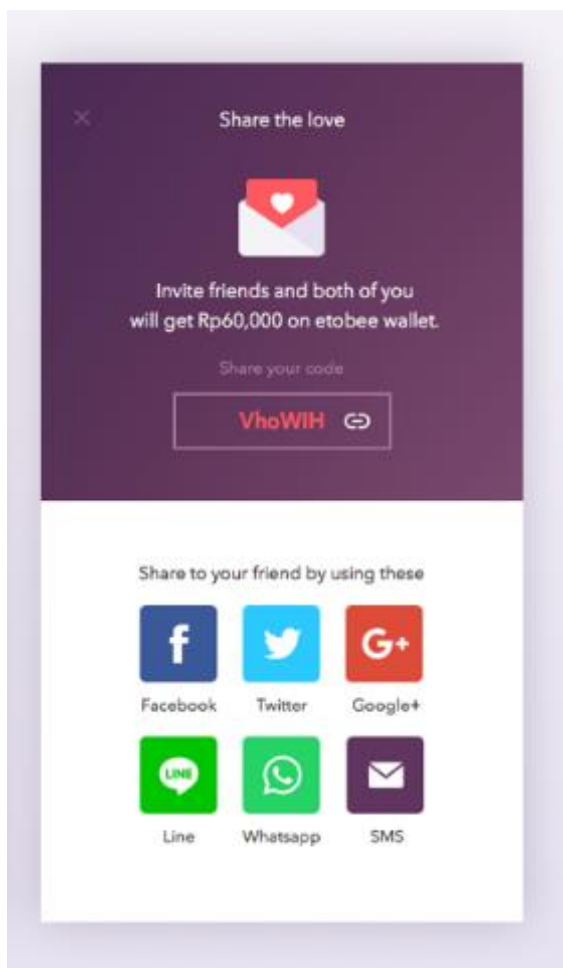 Share the love
Invite friends and both of you
will get Rp60,000 on etobee wallet.
Share your code
VhoWIH
Share to your friend by using these
f
G+
Facebook
Twitter
Google+
LINE
Line
Whatsapp
SMS